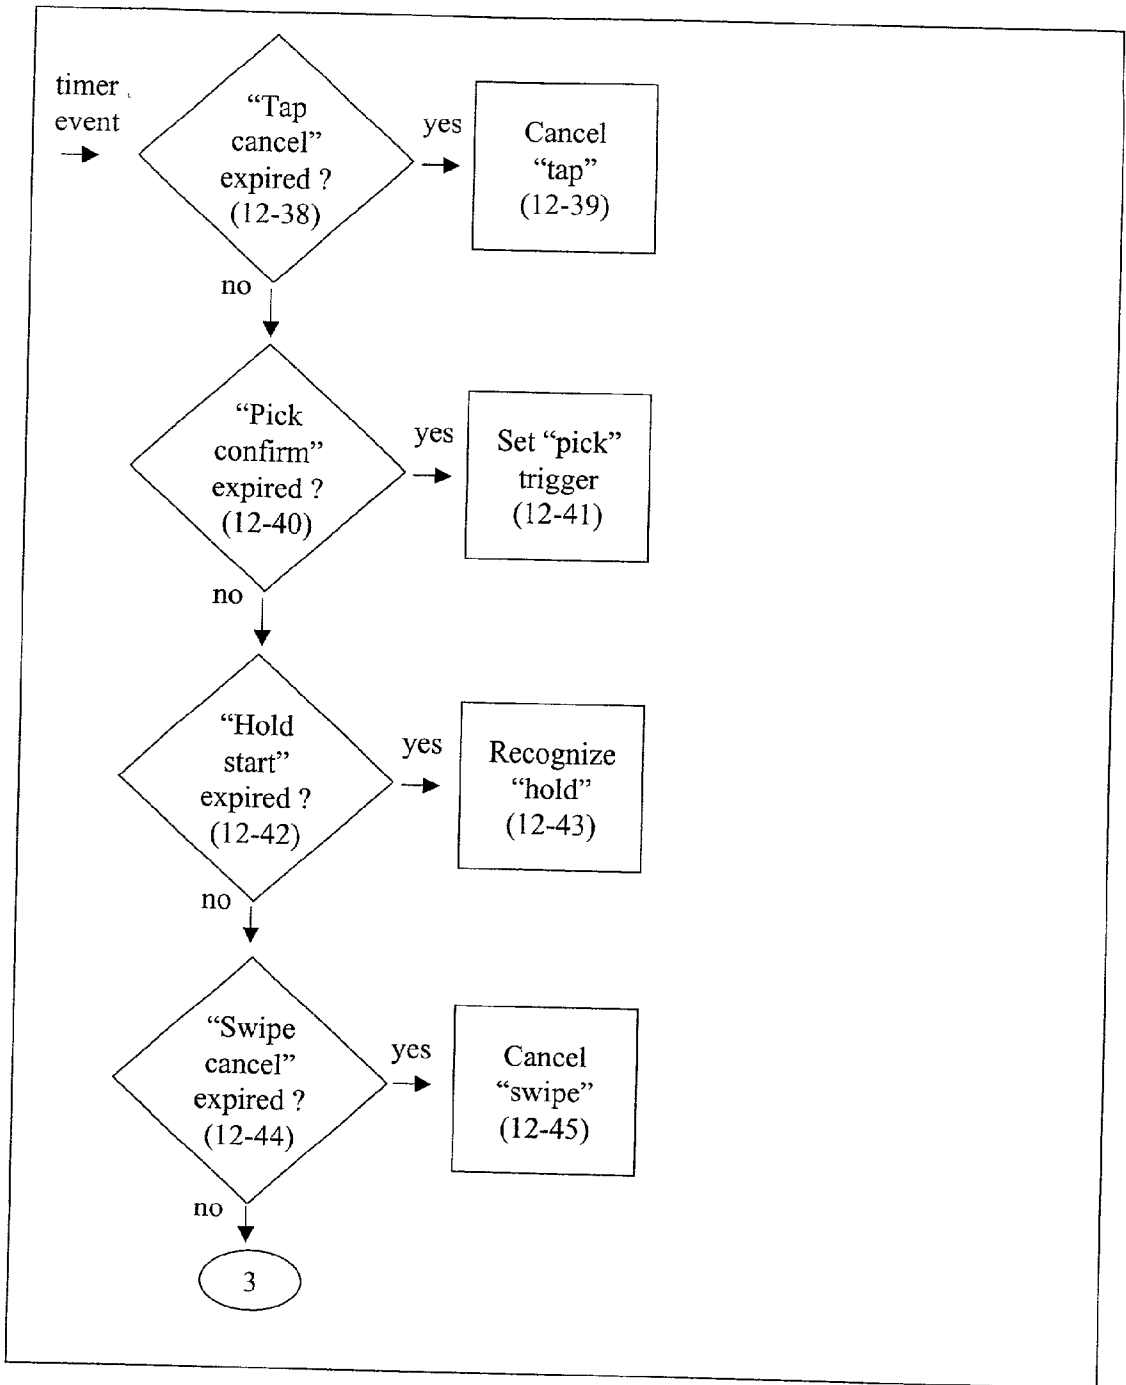 timer
event
“Tap
cancel”
expired ?
(12-38)
yes
Cancel
“tap”
(12-39)
no
“Pick
confirm”
expired ?
(12-40)
yes
Set “pick”
trigger
(12-41)
no
“Hold
start”
expired ?
(12-42)
yes
Recognize
“hold”
(12-43)
no
“Swipe
cancel”
expired ?
(12-44)
yes
Cancel
“swipe”
(12-45)
no
3